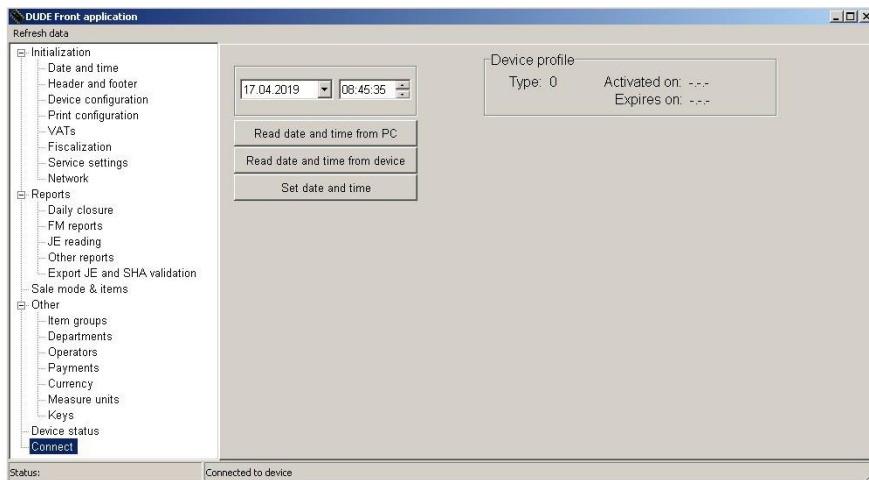 DUDE Front application
Refresh data
Initialization
Date and time
Header and footer
Device configuration
Print configuration
VATs
Fiscalization
Service settings
Network
Reports
Daily closure
FM reports
JE reading
Other reports
Export JE and SHA validation
Sale mode & items
Other
Item groups
Departments
Operators
Payments
Currency
Measure units
Keys
Device status
Connect
17.04.2019 08:45:35
Read date and time from PC
Read date and time from device
Set date and time
Device profile
Type: 0 Activated on: -.-.-
Expires on: -.-.-
Status: Connected to device